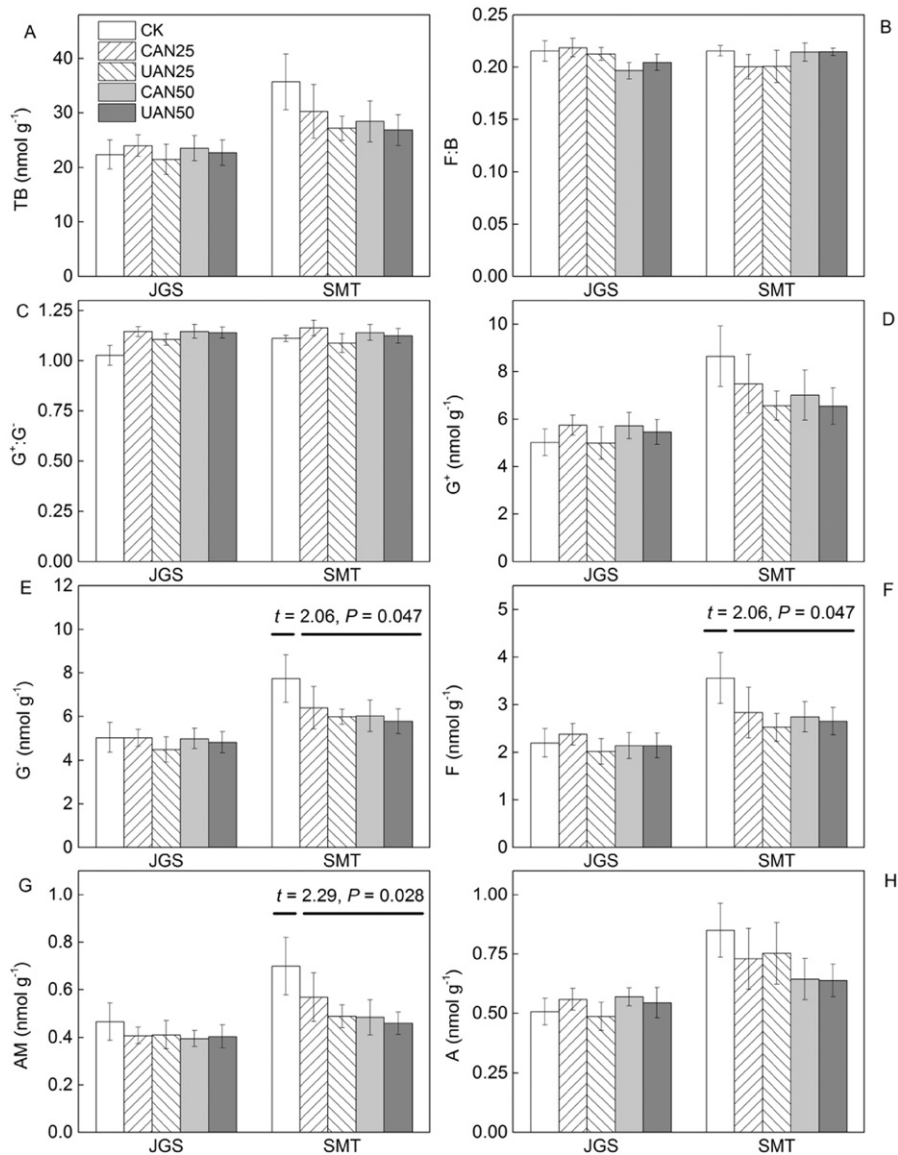 A
CK
CAN25
UAN25
CAN50
UAN50
40
30
20
10
0
TB (nmol g⁻¹)
JGS SMT
B
0.25
0.20
0.15
0.10
0.05
0.00
F:B
JGS SMT
C
1.25
1.00
0.75
0.50
0.25
0.00
G⁺:G⁻
JGS SMT
D
10
8
6
4
2
0
G⁺ (nmol g⁻¹)
JGS SMT
E
12
10
8
6
4
2
0
G⁻ (nmol g⁻¹)
t = 2.06, P = 0.047
JGS SMT
F
5
4
3
2
1
0
F (nmol g⁻¹)
t = 2.06, P = 0.047
JGS SMT
G
1.0
0.8
0.6
0.4
0.2
0.0
AM (nmol g⁻¹)
t = 2.29, P = 0.028
JGS SMT
H
1.00
0.75
0.50
0.25
0.00
A (nmol g⁻¹)
JGS SMT